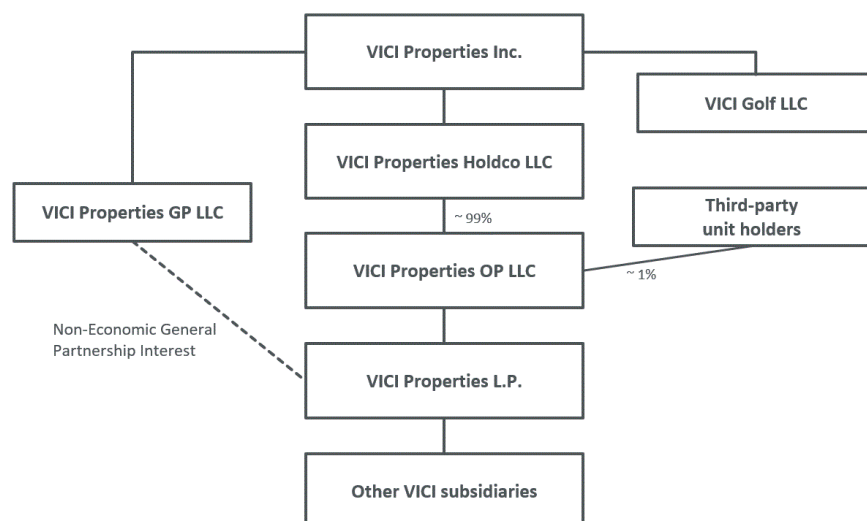 VICI Properties Inc.
VICI Golf LLC
VICI Properties Holdco LLC
VICI Properties GP LLC
Third-party
unit holders
~ 99%
VICI Properties OP LLC
~ 1%
Non-Economic General
Partnership Interest
VICI Properties L.P.
Other VICI subsidiaries